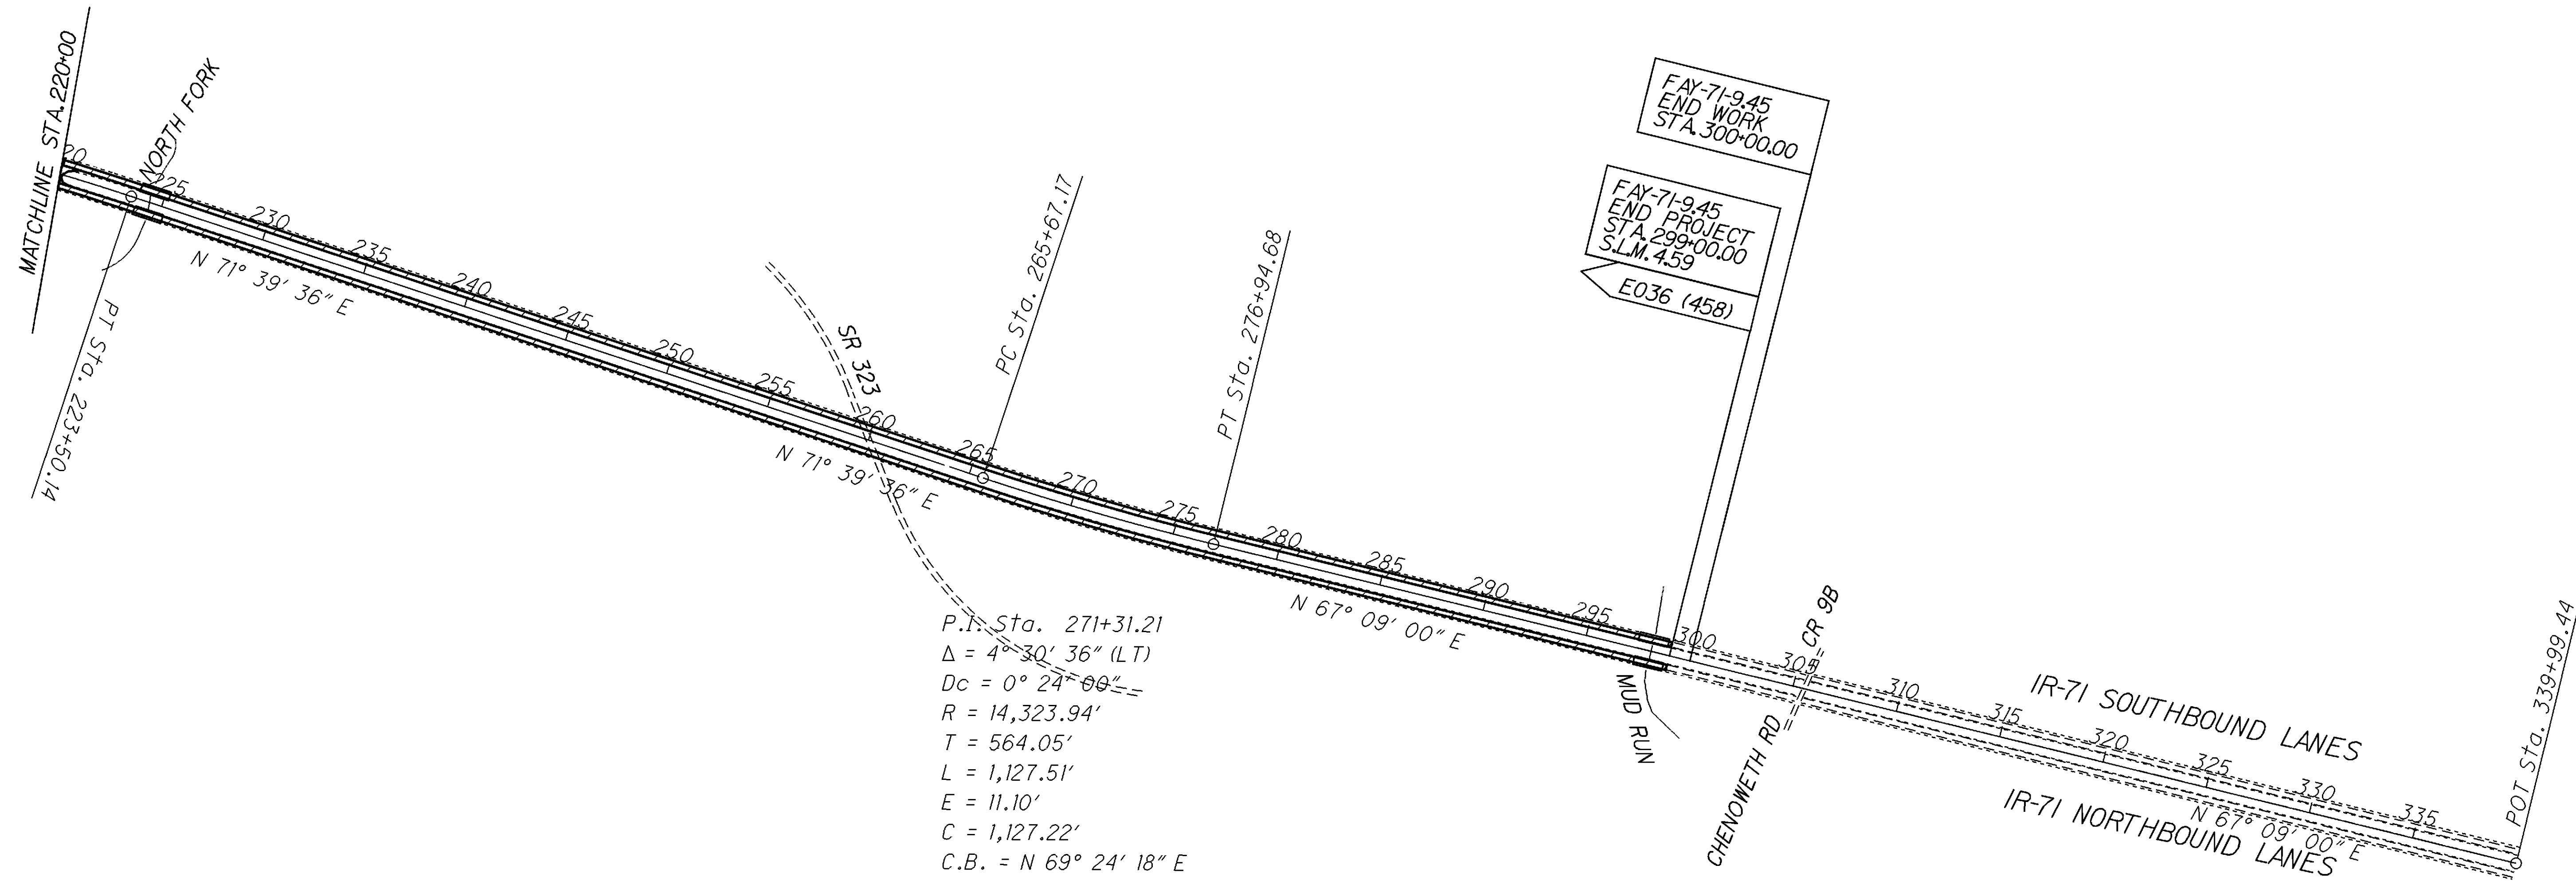 MATCHLINE STA. 220+00
NORTH FORK
20
225
230
235
240
245
250
255
260
265
270
275
280
285
290
295
300
305
310
315
320
325
330
335
N 71° 39' 36" E
PT Sta. 223+50.14
SR 323
N 71° 39' 36" E
PC Sta. 265+67.17
PT Sta. 276+94.68
FAY-71-9.45
END WORK
STA. 300+00.00
FAY-71-9.45
END PROJECT
STA. 299+00.00
S.L.M. 4.59
E036 (458)
N 67° 09' 00" E
P.I. Sta. 271+31.21
Δ = 4° 30' 36" (LT)
Dc = 0° 24' 00"
R = 14,323.94'
T = 564.05'
L = 1,127.51'
E = 11.10'
C = 1,127.22'
C.B. = N 69° 24' 18" E
MUD RUN
CHENOWETH RD
CR 9B
IR-71 SOUTHBOUND LANES
IR-71 NORTHBOUND LANES
N 67° 09' 00" E
POT Sta. 339+99.44